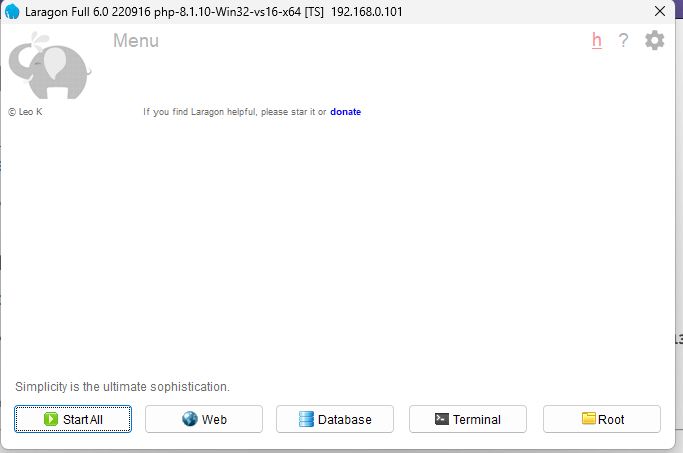 Laragon Full 6.0 220916 php-8.1.10-Win32-vs16-x64 [TS] 192.168.0.101
Menu
h ?
© Leo K
If you find Laragon helpful, please star it or donate
Simplicity is the ultimate sophistication.
Start All
Web
Database
Terminal
Root